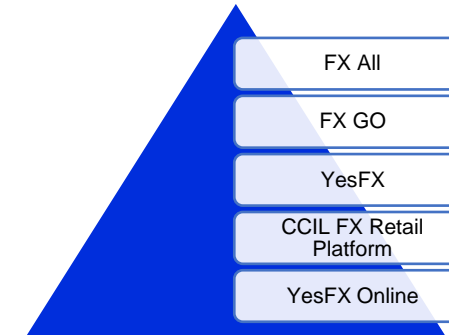 FX All
FX GO
YesFX
CCIL FX Retail
Platform
YesFX Online